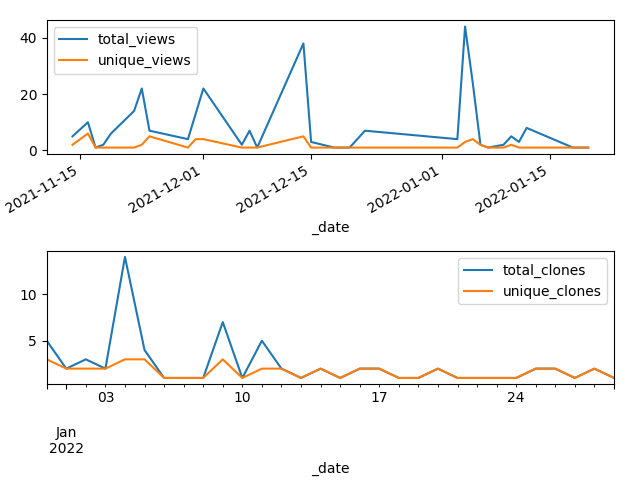 40
20
0
total_views
unique_views
2021-11-15
2021-12-01
2021-12-15
2022-01-01
2022-01-15
_date
10
5
total_clones
unique_clones
03
10
17
24
Jan
2022
_date